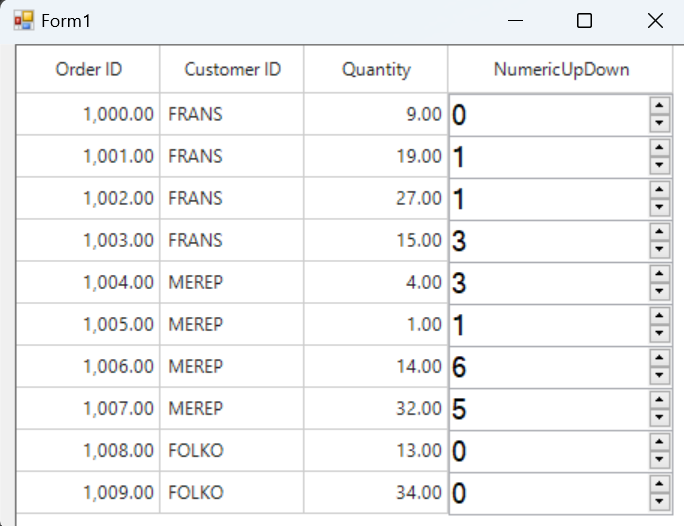 Form1
Order ID Customer ID Quantity NumericUpDown
1,000.00 FRANS 9.00 0
1,001.00 FRANS 19.00 1
1,002.00 FRANS 27.00 1
1,003.00 FRANS 15.00 3
1,004.00 MEREP 4.00 3
1,005.00 MEREP 1.00 1
1,006.00 MEREP 14.00 6
1,007.00 MEREP 32.00 5
1,008.00 FOLKO 13.00 0
1,009.00 FOLKO 34.00 0